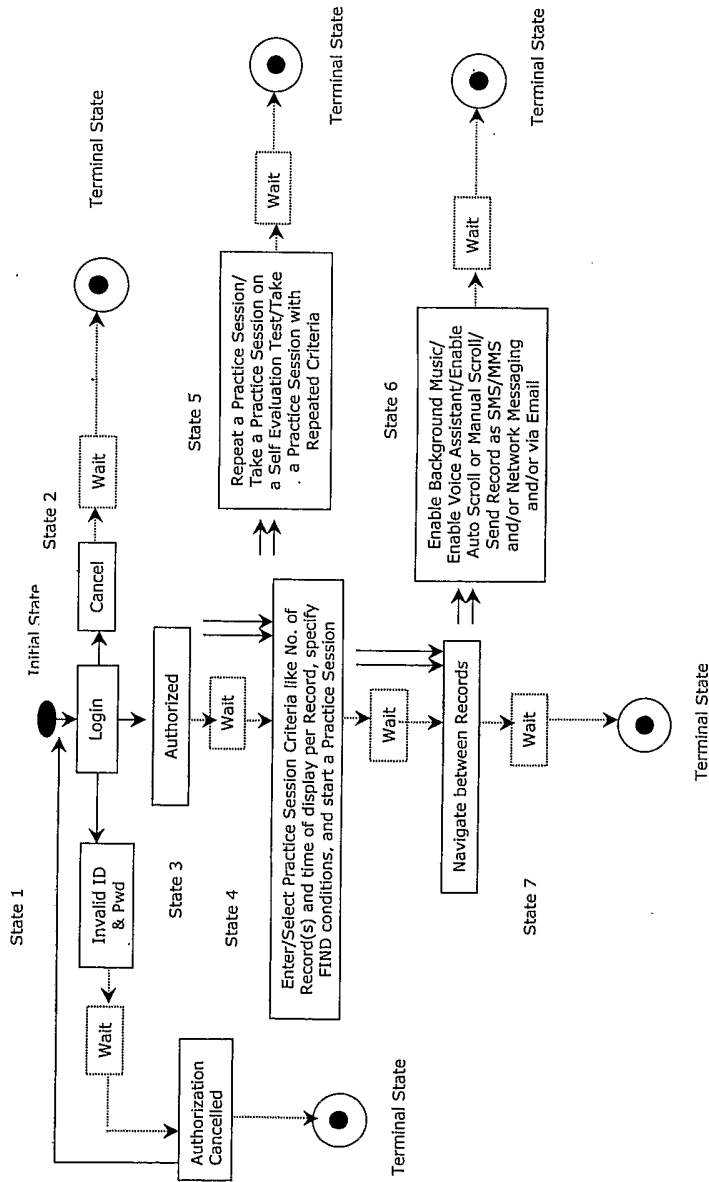 Initial State
State 1
State 2
Terminal State
Login
Cancel
Wait
Invalid ID
& Pwd
Wait
Authorization
Cancelled
Terminal State
State 3
Authorized
State 4
Wait
Enter/Select Practice Session Criteria like No. of
Record(s) and time of display per Record, specify
FIND conditions, and start a Practice Session
State 5
Repeat a Practice Session/
Take a Practice Session on
a Self Evaluation Test/Take
a Practice Session with
Repeated Criteria
Wait
Terminal State
Wait
Navigate between Records
State 6
Enable Background Music/
Enable Voice Assistant/Enable
Auto Scroll or Manual Scroll/
Send Record as SMS/MMS
and/or Network Messaging
and/or via Email
Wait
Terminal State
State 7
Wait
Terminal State